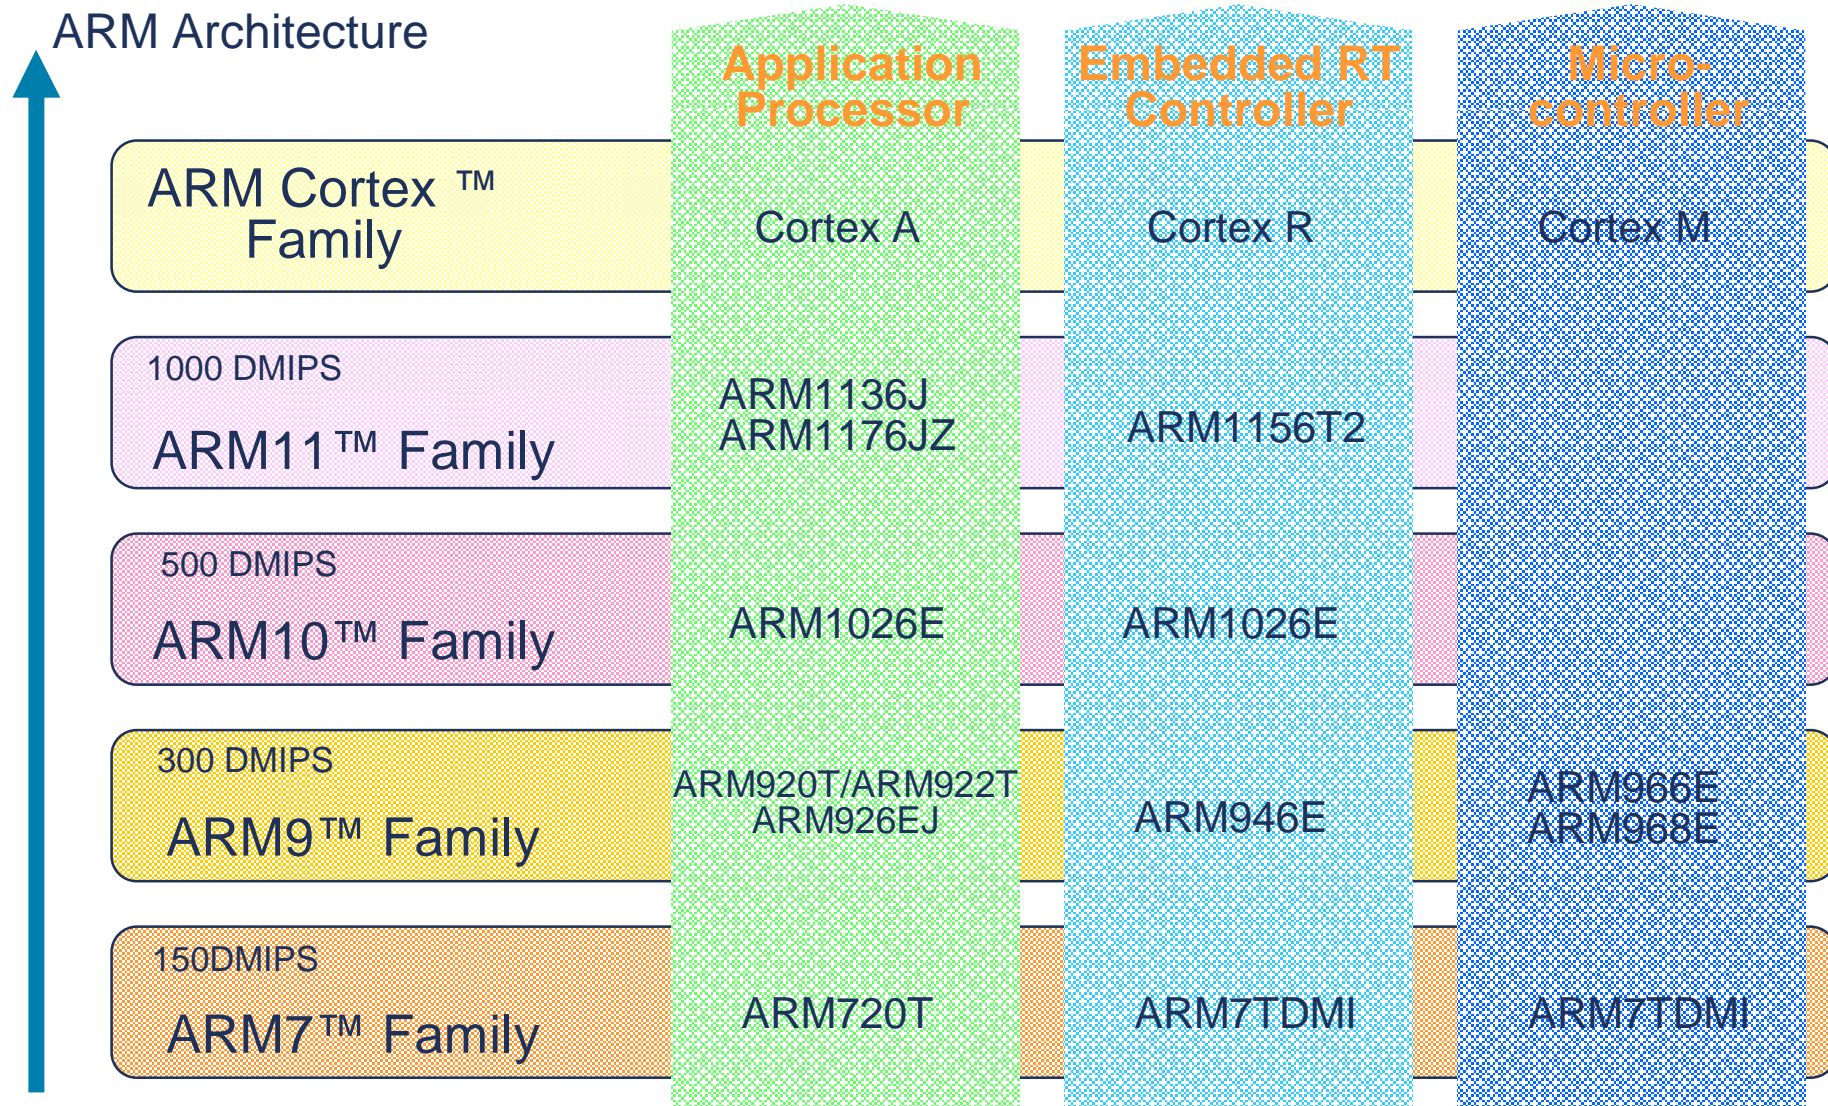 ARM Architecture
Application
Processor
Embedded RT
Controller
Micro-
controller
ARM Cortex ™
Family
Cortex A
Cortex R
Cortex M
1000 DMIPS
ARM11™ Family
ARM1136J
ARM1176JZ
ARM1156T2
500 DMIPS
ARM10™ Family
ARM1026E
ARM1026E
300 DMIPS
ARM9™ Family
ARM920T/ARM922T
ARM926EJ
ARM946E
ARM966E
ARM968E
150DMIPS
ARM7™ Family
ARM720T
ARM7TDMI
ARM7TDMI